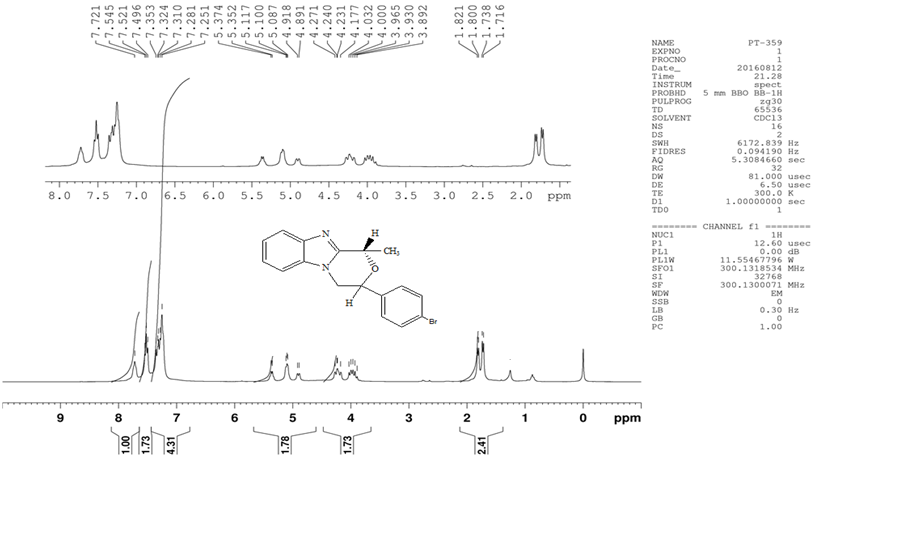 7.721
7.545
7.521
7.496
7.353
7.324
7.310
7.281
7.251
5.374
5.352
5.117
5.100
5.087
4.918
4.891
4.271
4.240
4.231
4.177
4.032
4.000
3.965
3.930
3.892
1.821
1.800
1.738
1.716
8.0 7.5 7.0 6.5 6.0 5.5 5.0 4.5 4.0 3.5 3.0 2.5 2.0 ppm
N
H
CH3
N
O
H
Br
9 8 7 6 5 4 3 2 1 0 ppm
1.00
1.73
4.31
1.78
1.73
2.41
NAME PT-359
EXPNO 1
PROCNO 1
Date_ 20160812
Time 21.28
INSTRUM spect
PROBHD 5 mm BBO BB-1H
PULPROG zg30
TD 65536
SOLVENT CDCl3
NS 16
DS 2
SWH 6172.839 Hz
FIDRES 0.094190 Hz
AQ 5.3084660 sec
RG 32
DW 81.000 usec
DE 6.50 usec
TE 300.0 K
D1 1.00000000 sec
TD0 1
======== CHANNEL f1 ========
NUC1 1H
P1 12.60 usec
PL1 0.00 dB
PL1W 11.55467796 W
SFO1 300.1318534 MHz
SI 32768
SF 300.1300071 MHz
WDW EM
SSB 0
LB 0.30 Hz
GB 0
PC 1.00